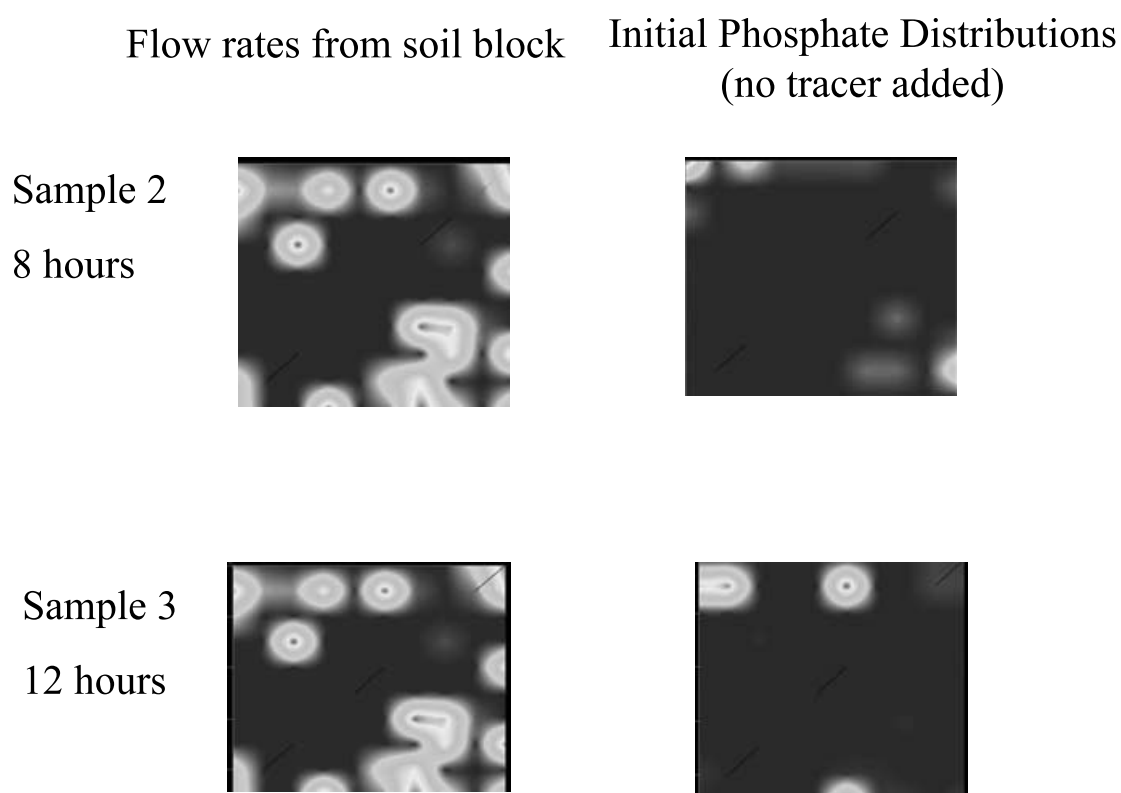 Flow rates from soil block
Initial Phosphate Distributions
(no tracer added)
Sample 2
8 hours
Sample 3
12 hours